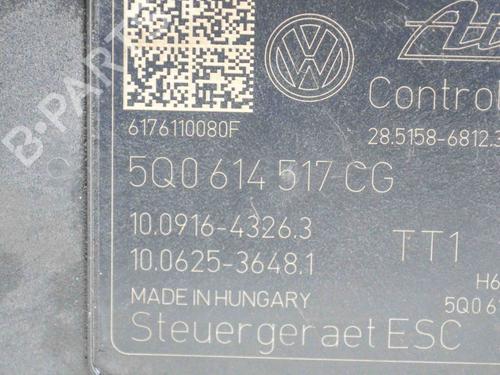 B-PARTS
Ate
Control
6176110080F
28.5158-6812.3
5Q0 614 517 CG
10.0916-4326.3
TT1
10.0625-3648.1
H6
MADE IN HUNGARY
5Q0 6
Steuergeraet ESC